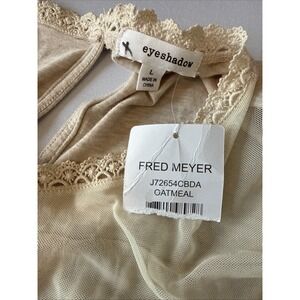 eyeshadow
L
MADE IN
CHINA
FRED MEYER
J72654CBDA
OATMEAL